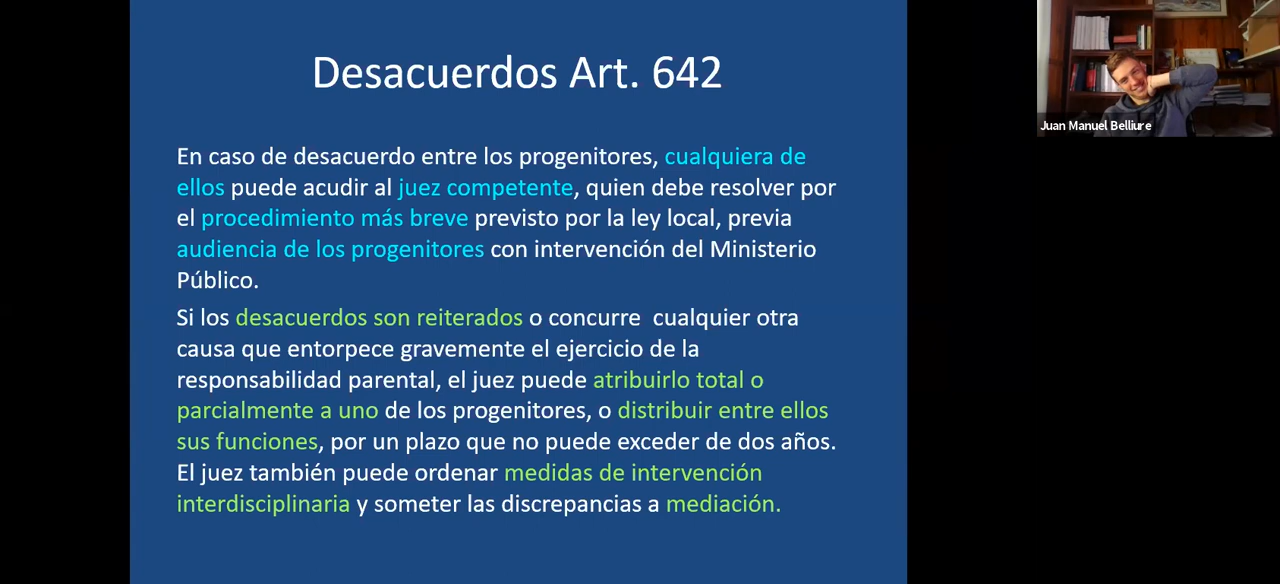 Desacuerdos Art. 642
En caso de desacuerdo entre los progenitores, cualquiera de
ellos puede acudir al juez competente, quien debe resolver por
el procedimiento más breve previsto por la ley local, previa
audiencia de los progenitores con intervención del Ministerio
Público.
Si los desacuerdos son reiterados o concurre  cualquier otra
causa que entorpece gravemente el ejercicio de la
responsabilidad parental, el juez puede atribuirlo total o
parcialmente a uno de los progenitores, o distribuir entre ellos
sus funciones, por un plazo que no puede exceder de dos años.
El juez también puede ordenar medidas de intervención
interdisciplinaria y someter las discrepancias a mediación.
Juan Manuel Belliure